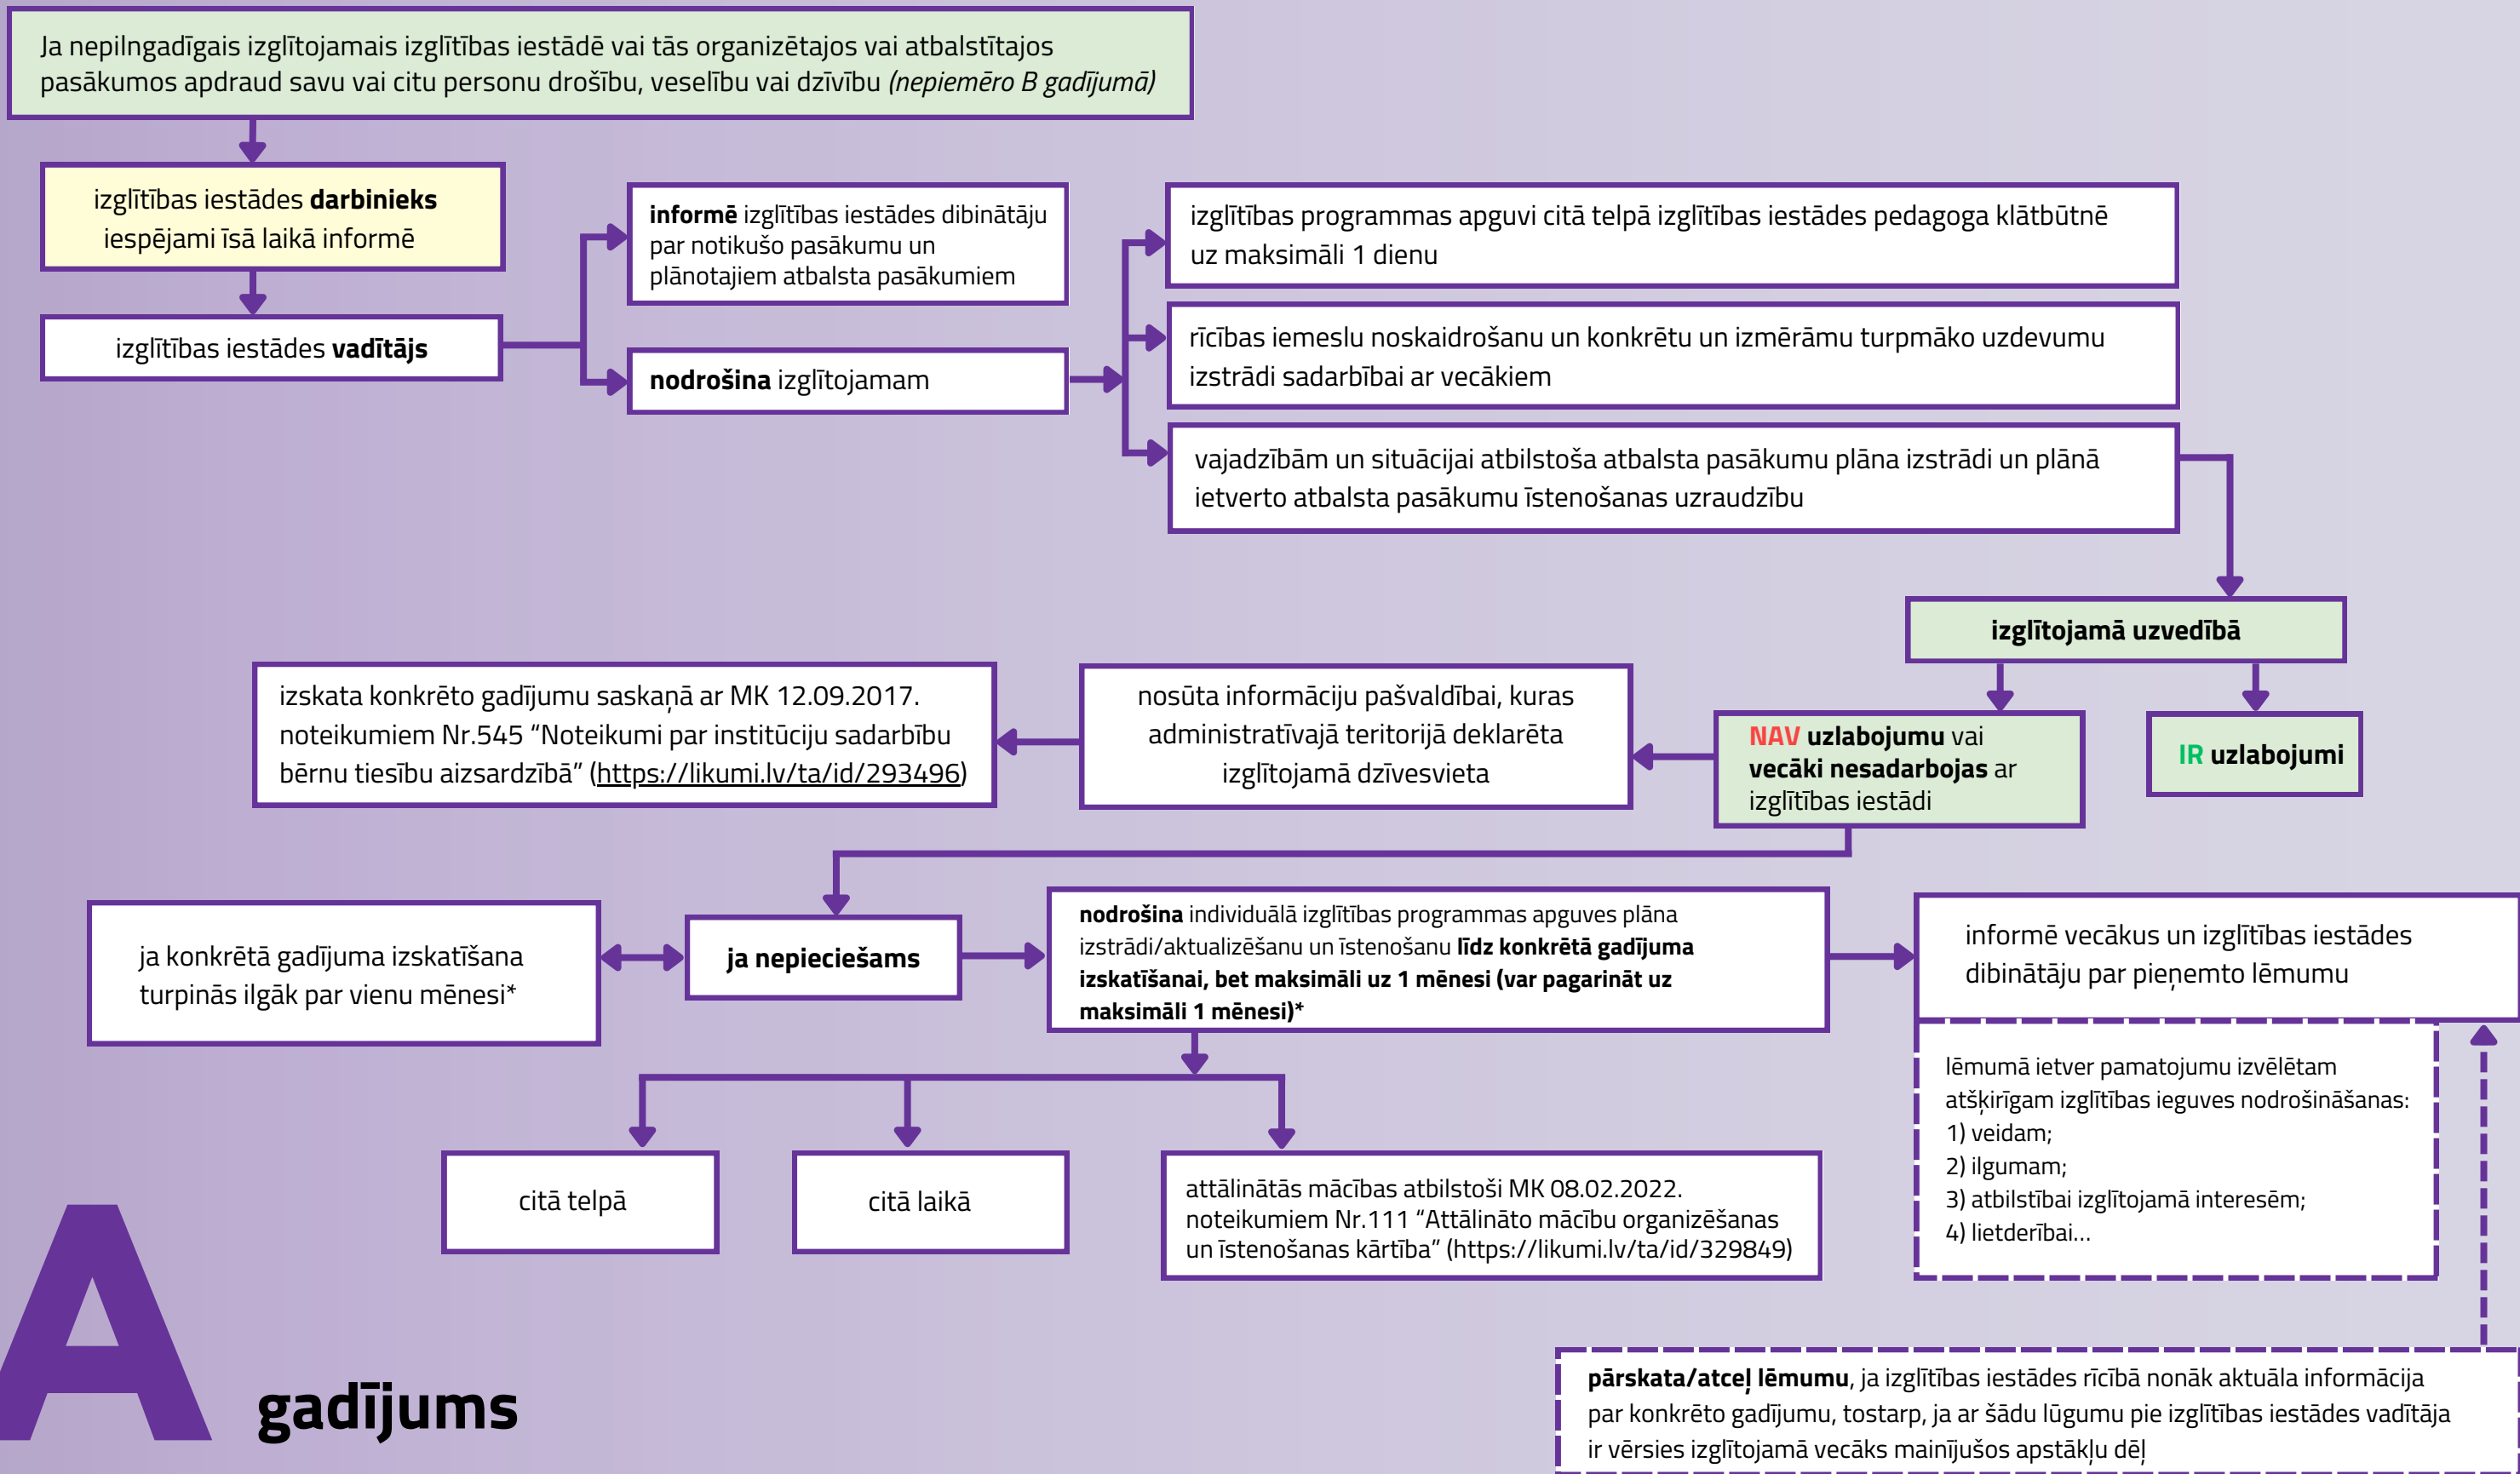 Ja nepilngadīgais izglītojamais izglītības iestādē vai tās organizētajos vai atbalstītajos
pasākumos apdraud savu vai citu personu drošību, veselību vai dzīvību (nepiemēro B gadījumā)
izglītības iestādes darbinieks
iespējami īsā laikā informē
izglītības iestādes vadītājs
informē izglītības iestādes dibinātāju
par notikušo pasākumu un
plānotajiem atbalsta pasākumiem
nodrošina izglītojamam
izglītības programmas apguvi citā telpā izglītības iestādes pedagoga klātbūtnē
uz maksimāli 1 dienu
rīcības iemeslu noskaidrošanu un konkrētu un izmērāmu turpmāko uzdevumu
izstrādi sadarbībai ar vecākiem
vajadzībām un situācijai atbilstoša atbalsta pasākumu plāna izstrādi un plānā
ietverto atbalsta pasākumu īstenošanas uzraudzību
izglītojamā uzvedībā
IR uzlabojumi
NAV uzlabojumu vai
vecāki nesadarbojas ar
izglītības iestādi
nosūta informāciju pašvaldībai, kuras
administratīvajā teritorijā deklarēta
izglītojamā dzīvesvieta
izskata konkrēto gadījumu saskaņā ar MK 12.09.2017.
noteikumiem Nr.545 “Noteikumi par institūciju sadarbību
bērnu tiesību aizsardzībā” (https://likumi.lv/ta/id/293496)
ja konkrētā gadījuma izskatīšana
turpinās ilgāk par vienu mēnesi*
ja nepieciešams
nodrošina individuālā izglītības programmas apguves plāna
izstrādi/aktualizēšanu un īstenošanu līdz konkrētā gadījuma
izskatīšanai, bet maksimāli uz 1 mēnesi (var pagarināt uz
maksimāli 1 mēnesi)*
informē vecākus un izglītības iestādes
dibinātāju par pieņemto lēmumu
lēmumā ietver pamatojumu izvēlētam
atšķirīgam izglītības ieguves nodrošināšanas:
1) veidam;
2) ilgumam;
3) atbilstībai izglītojamā interesēm;
4) lietderībai...
citā telpā
citā laikā
attālinātās mācības atbilstoši MK 08.02.2022.
noteikumiem Nr.111 “Attālināto mācību organizēšanas
un īstenošanas kārtība” (https://likumi.lv/ta/id/329849)
pārskata/atceļ lēmumu, ja izglītības iestādes rīcībā nonāk aktuāla informācija
par konkrēto gadījumu, tostarp, ja ar šādu lūgumu pie izglītības iestādes vadītāja
ir vērsies izglītojamā vecāks mainījušos apstākļu dēļ
A gadījums